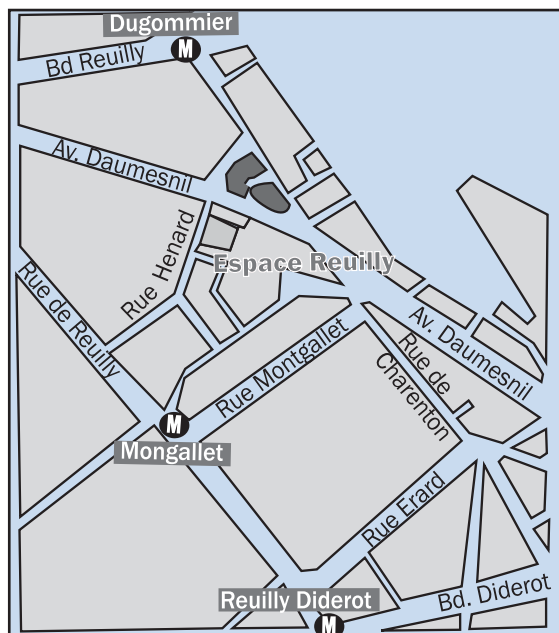 Dugommier
M
Bd Reuilly
Av. Daumesnil
Rue Henard
Espace Reuilly
Rue de Reuilly
Av. Daumesnil
Rue Montgallet
Rue de
Charenton
M
Mongallet
Rue Erard
Reuilly Diderot
Bd. Diderot
M